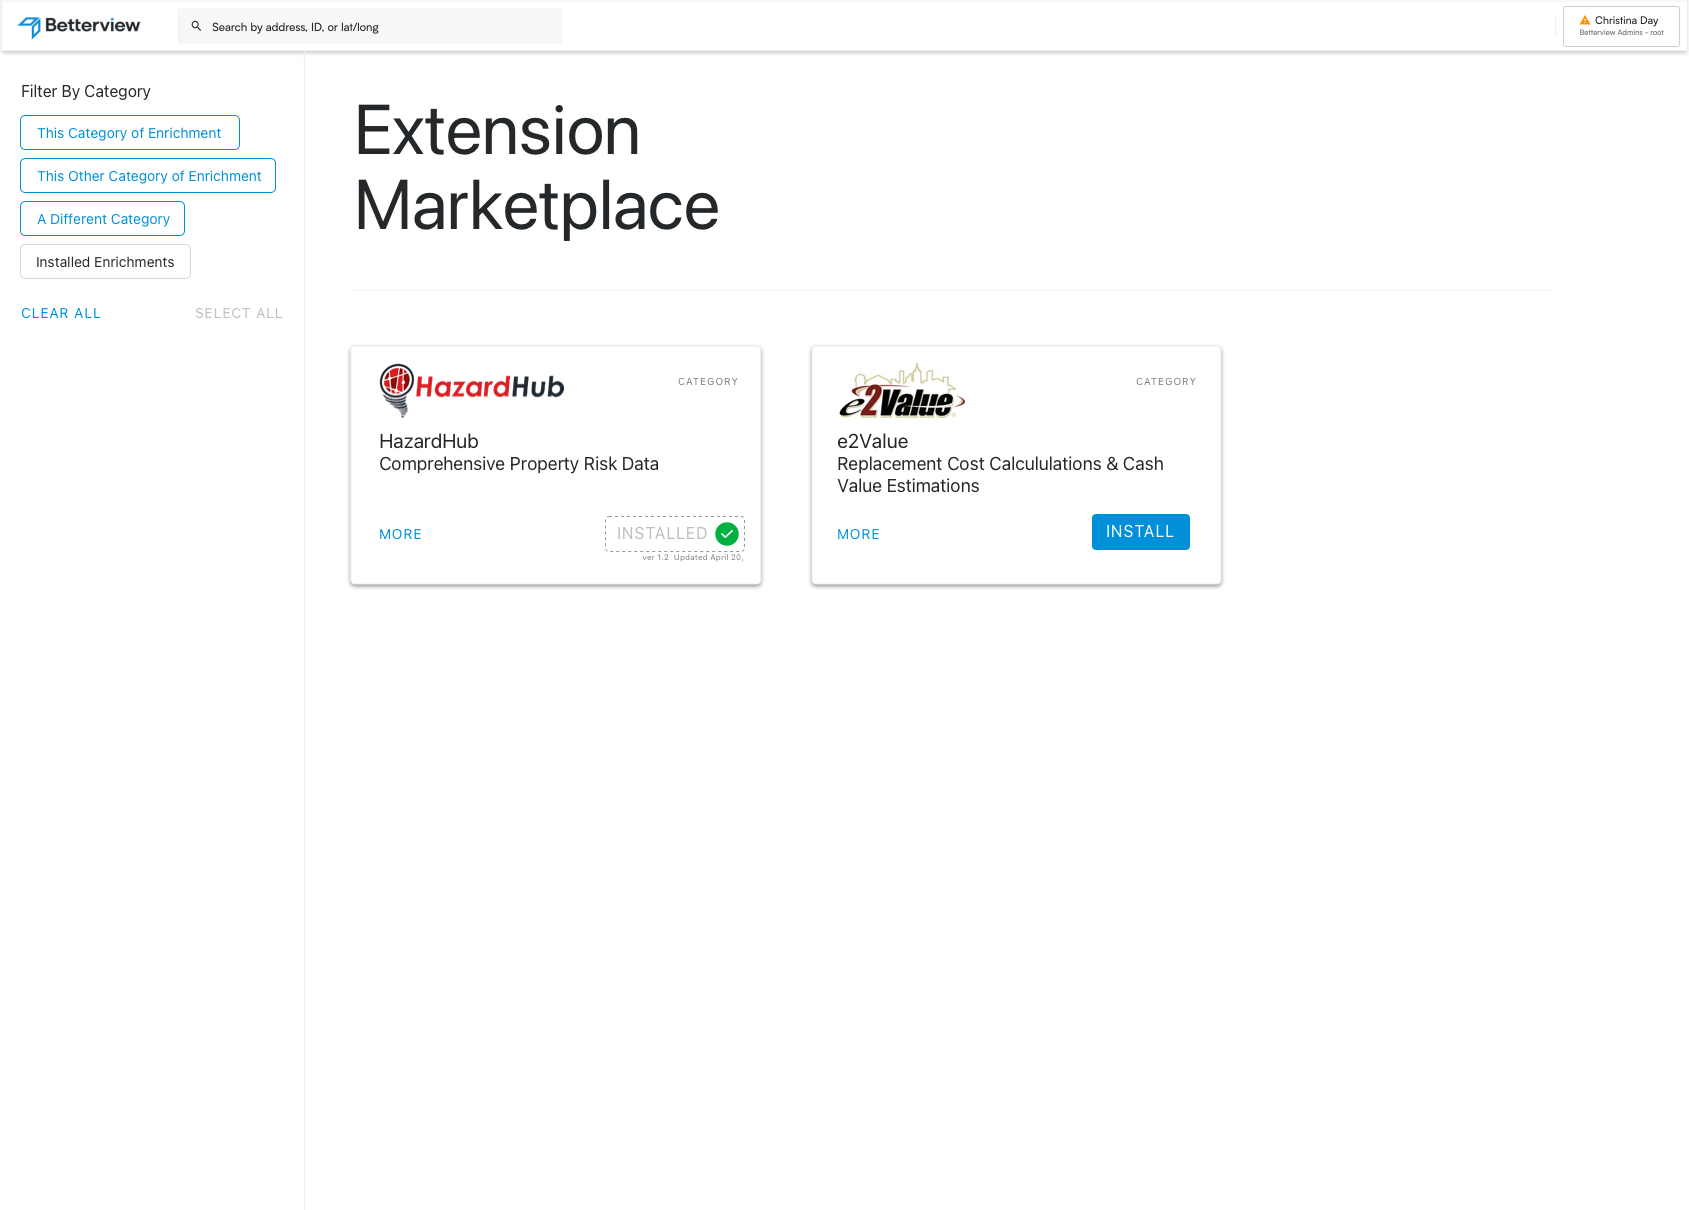 Betterview
Search by address, ID, or lat/long
Christina Day
Betterview Admins - root
Filter By Category
This Category of Enrichment
This Other Category of Enrichment
A Different Category
Installed Enrichments
CLEAR ALL
SELECT ALL
Extension
Marketplace
HazardHub
CATEGORY
HazardHub
Comprehensive Property Risk Data
MORE
INSTALLED
ver 1.2 Updated April 20,
e2Value
CATEGORY
e2Value
Replacement Cost Calcululations & Cash
Value Estimations
MORE
INSTALL